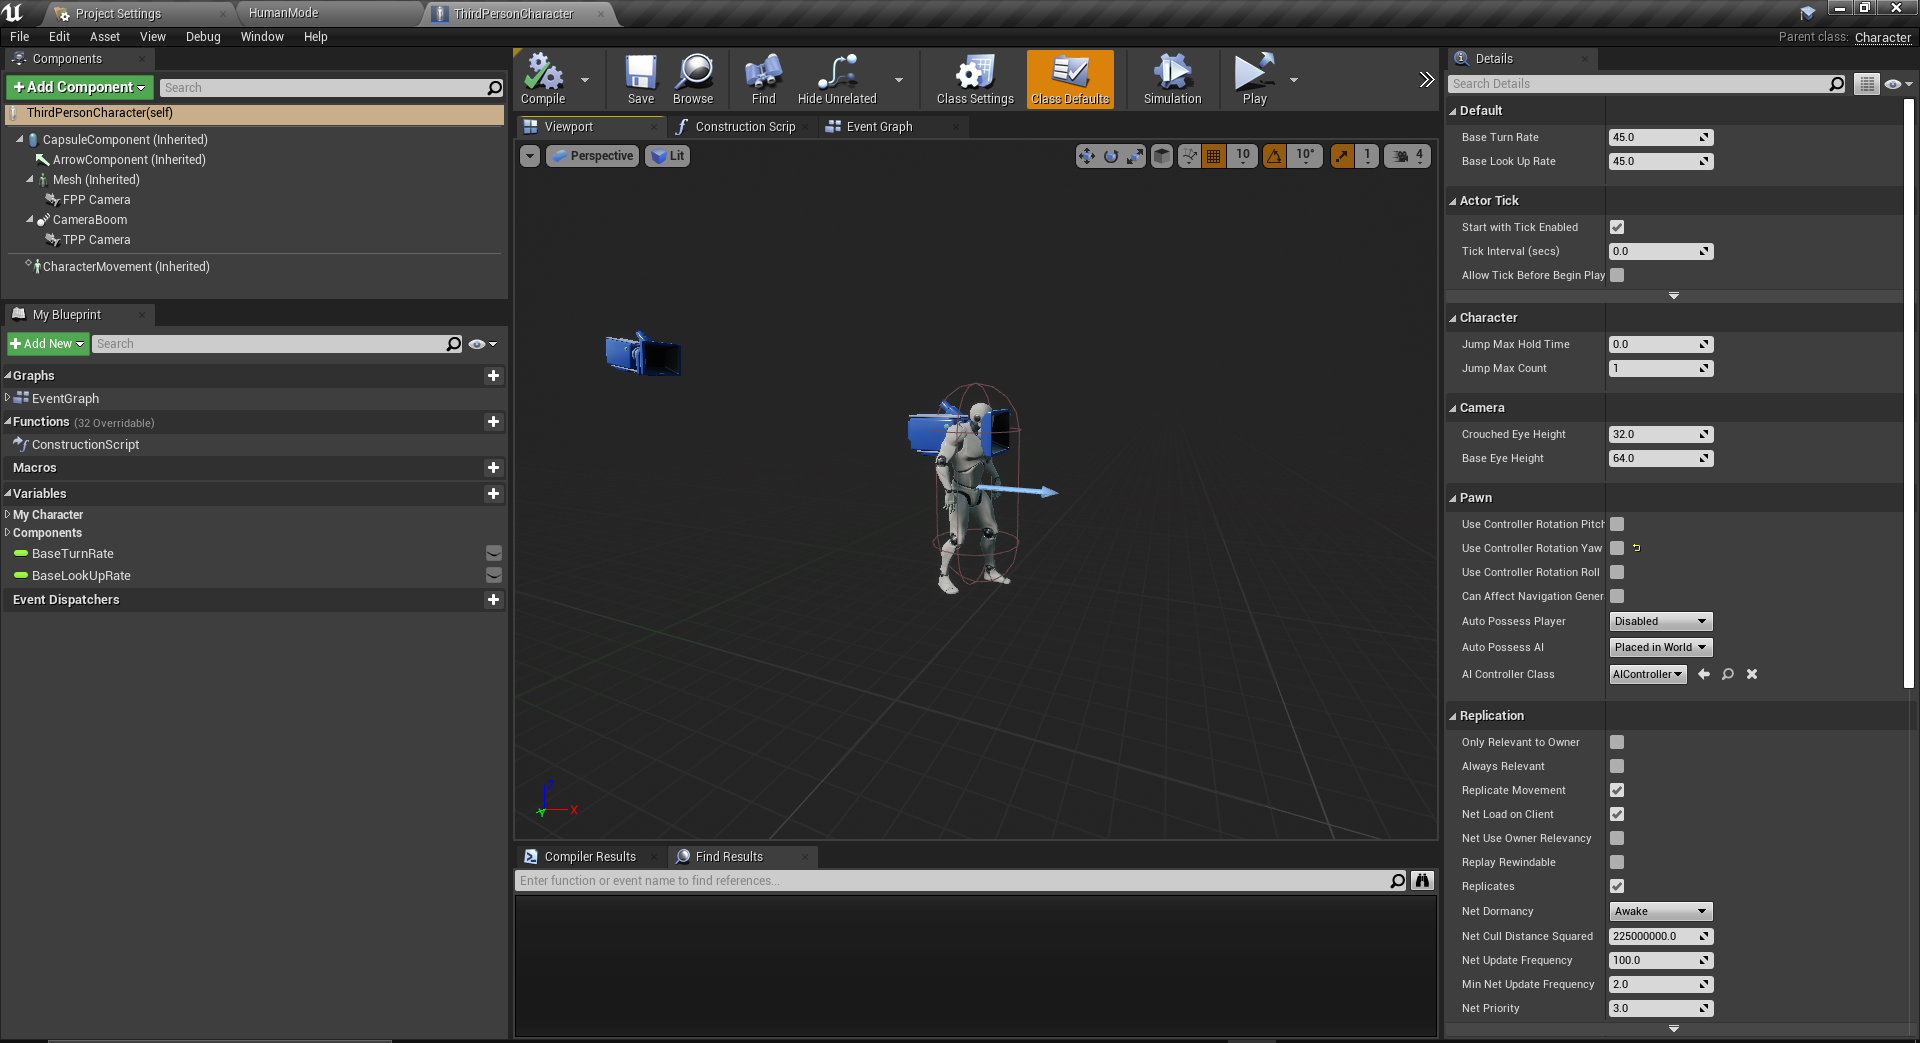 Project Settings
HumanMode
ThirdPersonCharacter
File Edit Asset View Debug Window Help
Parent class: Character
Components
+Add Component
Search
ThirdPersonCharacter(self)
CapsuleComponent (Inherited)
ArrowComponent (Inherited)
Mesh (Inherited)
FPP Camera
CameraBoom
TPP Camera
CharacterMovement (Inherited)
My Blueprint
+Add New
Search
Graphs
EventGraph
Functions (32 Overridable)
ConstructionScript
Macros
Variables
My Character
Components
BaseTurnRate
BaseLookUpRate
Event Dispatchers
Compile
Save
Browse
Find
Hide Unrelated
Class Settings
Class Defaults
Simulation
Play
Viewport
Construction Scrip
Event Graph
Perspective
Lit
10
10°
1
4
Z
X
Y
Compiler Results
Find Results
Enter function or event name to find references...
Details
Search Details
Default
Base Turn Rate 45.0
Base Look Up Rate 45.0
Actor Tick
Start with Tick Enabled
Tick Interval (secs) 0.0
Allow Tick Before Begin Play
Character
Jump Max Hold Time 0.0
Jump Max Count 1
Camera
Crouched Eye Height 32.0
Base Eye Height 64.0
Pawn
Use Controller Rotation Pitch
Use Controller Rotation Yaw
Use Controller Rotation Roll
Can Affect Navigation Gener
Auto Possess Player Disabled
Auto Possess AI Placed in World
AI Controller Class AIController
Replication
Only Relevant to Owner
Always Relevant
Replicate Movement
Net Load on Client
Net Use Owner Relevancy
Replay Rewindable
Replicates
Net Dormancy Awake
Net Cull Distance Squared 225000000.0
Net Update Frequency 100.0
Min Net Update Frequency 2.0
Net Priority 3.0